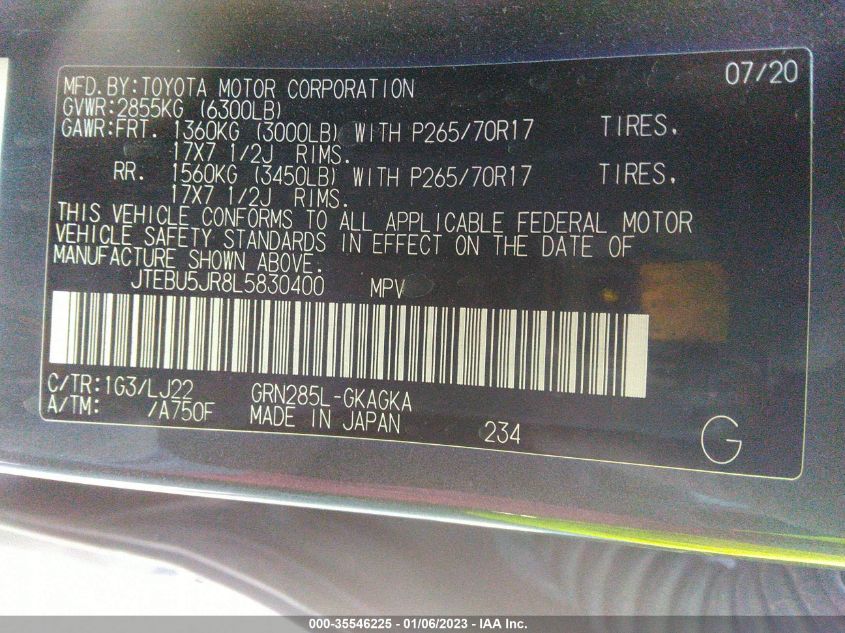 07/20
MFD.BY:TOYOTA MOTOR CORPORATION
GVWR:2855KG (6300LB)
GAWR:FRT. 1360KG (3000LB) WITH P265/70R17 TIRES.
17X7 1/2J RIMS.
RR. 1560KG (3450LB) WITH P265/70R17 TIRES.
17X7 1/2J RIMS.
THIS VEHICLE CONFORMS TO ALL APPLICABLE FEDERAL MOTOR
VEHICLE SAFETY STANDARDS IN EFFECT ON THE DATE OF
MANUFACTURE SHOWN ABOVE.
JTEBU5JR8L5830400 MPV
C/TR:1G3/LJ22 GRN285L-GKAGKA
A/TM: /A750F MADE IN JAPAN 234 G
000-35546225 - 01/06/2023 - IAA Inc.